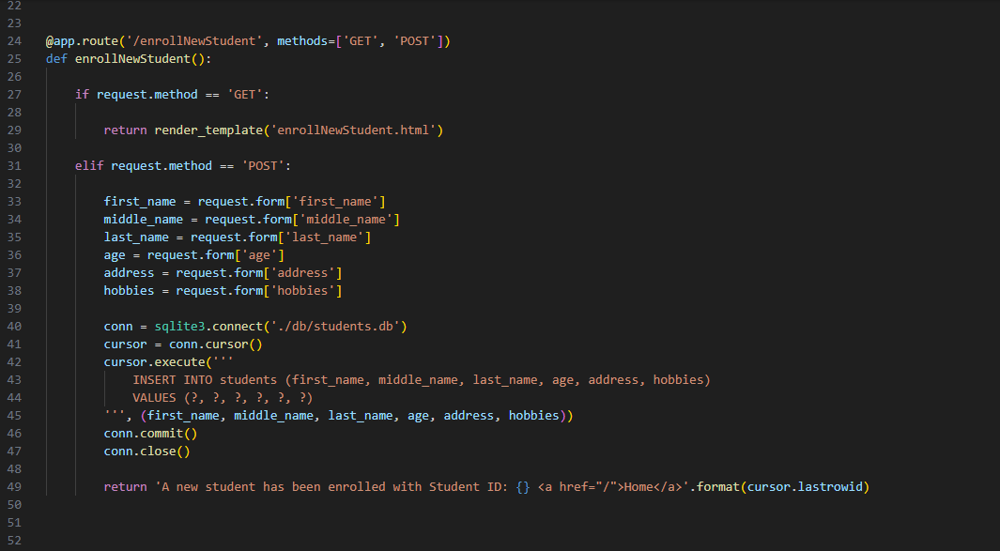 22
23
24 @app.route('/enrollNewStudent', methods=['GET', 'POST'])
25 def enrollNewStudent():
26
27     if request.method == 'GET':
28
29         return render_template('enrollNewStudent.html')
30
31     elif request.method == 'POST':
32
33         first_name = request.form['first_name']
34         middle_name = request.form['middle_name']
35         last_name = request.form['last_name']
36         age = request.form['age']
37         address = request.form['address']
38         hobbies = request.form['hobbies']
39
40         conn = sqlite3.connect('./db/students.db')
41         cursor = conn.cursor()
42         cursor.execute('''
43             INSERT INTO students (first_name, middle_name, last_name, age, address, hobbies)
44             VALUES (?, ?, ?, ?, ?, ?)
45         ''', (first_name, middle_name, last_name, age, address, hobbies))
46         conn.commit()
47         conn.close()
48
49         return 'A new student has been enrolled with Student ID: {} <a href="/">Home</a>'.format(cursor.lastrowid)
50
51
52